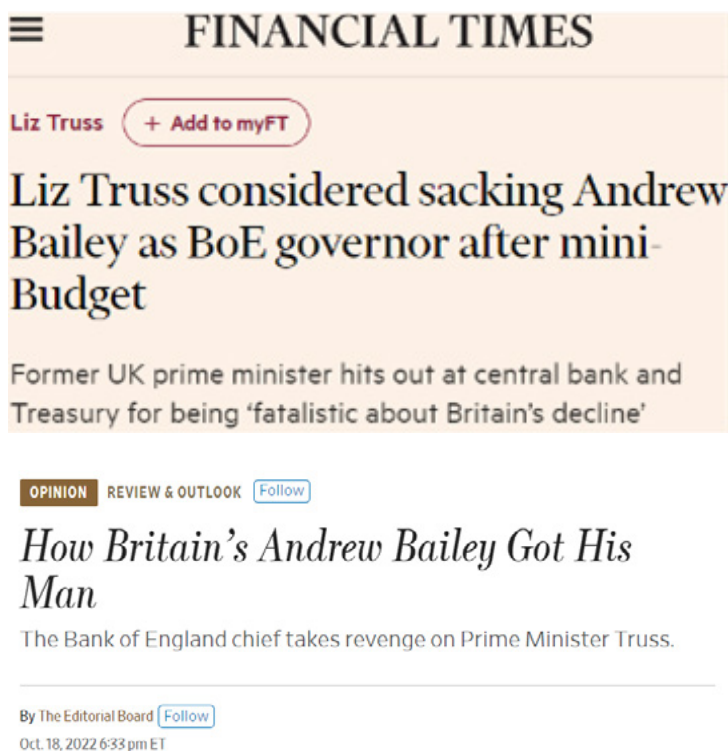 FINANCIAL TIMES
Liz Truss + Add to myFT
Liz Truss considered sacking Andrew
Bailey as BoE governor after mini-
Budget
Former UK prime minister hits out at central bank and
Treasury for being ‘fatalistic about Britain’s decline’
OPINION REVIEW & OUTLOOK Follow
How Britain’s Andrew Bailey Got His
Man
The Bank of England chief takes revenge on Prime Minister Truss.
By The Editorial Board Follow
Oct. 18, 2022 6:33 pm ET